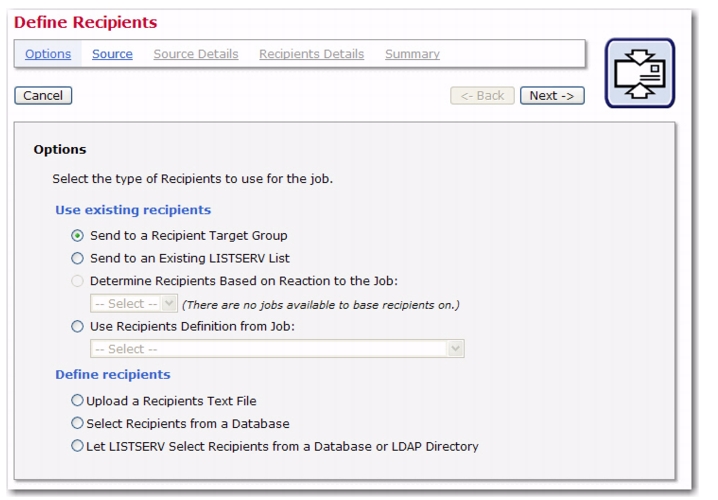 Define Recipients
Options Source Source Details Recipients Details Summary
Cancel <- Back Next ->
Options
Select the type of Recipients to use for the job.
Use existing recipients
Send to a Recipient Target Group
Send to an Existing LISTSERV List
Determine Recipients Based on Reaction to the Job:
-- Select -- (There are no jobs available to base recipients on.)
Use Recipients Definition from Job:
-- Select --
Define recipients
Upload a Recipients Text File
Select Recipients from a Database
Let LISTSERV Select Recipients from a Database or LDAP Directory